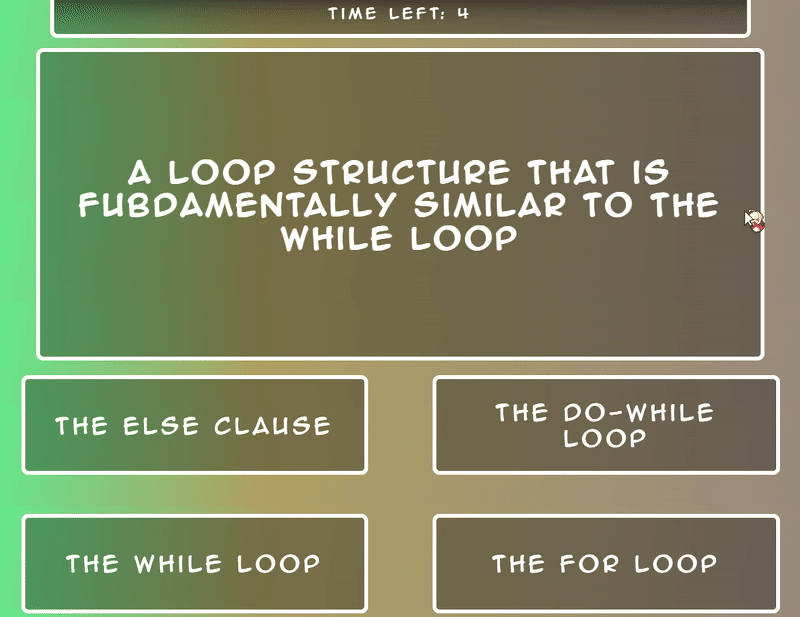 TIME LEFT: 4
A LOOP STRUCTURE THAT IS
FUBDAMENTALLY SIMILAR TO THE
WHILE LOOP
THE ELSE CLAUSE
THE DO-WHILE
LOOP
THE WHILE LOOP
THE FOR LOOP